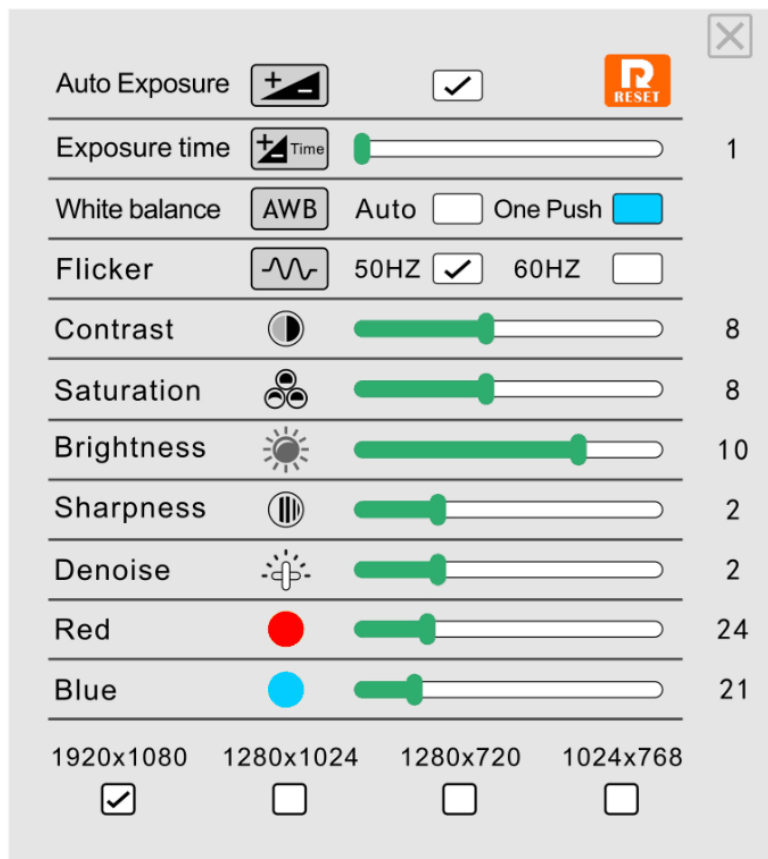 Auto Exposure RESET
Exposure time Time 1
White balance AWB Auto One Push
Flicker 50HZ 60HZ
Contrast 8
Saturation 8
Brightness 10
Sharpness 2
Denoise 2
Red 24
Blue 21
1920x1080 1280x1024 1280x720 1024x768